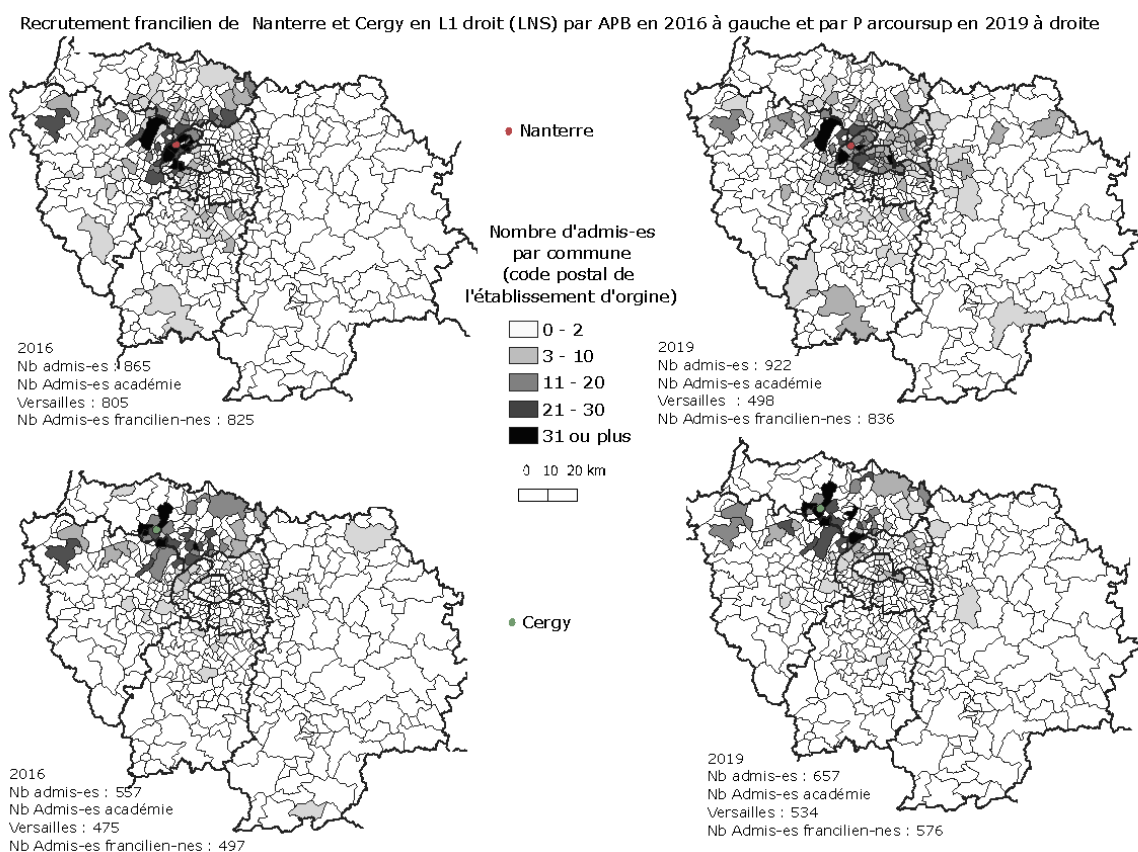 Recrutement francilien de Nanterre et Cergy en L1 droit (LNS) par APB en 2016 à gauche et par P arcoursup en 2019 à droite
Nanterre
Nombre d'admis-es
par commune
(code postal de
l'établissement d'orgine)
0 - 2
3 - 10
11 - 20
21 - 30
31 ou plus
0 10 20 km
2016
Nb admis-es : 865
Nb Admis-es académie
Versailles : 805
Nb Admis-es francilien-nes : 825
2019
Nb admis-es : 922
Nb Admis-es académie
Versailles : 498
Nb Admis-es francilien-nes : 836
Cergy
2016
Nb admis-es : 557
Nb Admis-es académie
Versailles : 475
Nb Admis-es francilien-nes : 497
2019
Nb admis-es : 657
Nb Admis-es académie
Versailles : 534
Nb Admis-es francilien-nes : 576